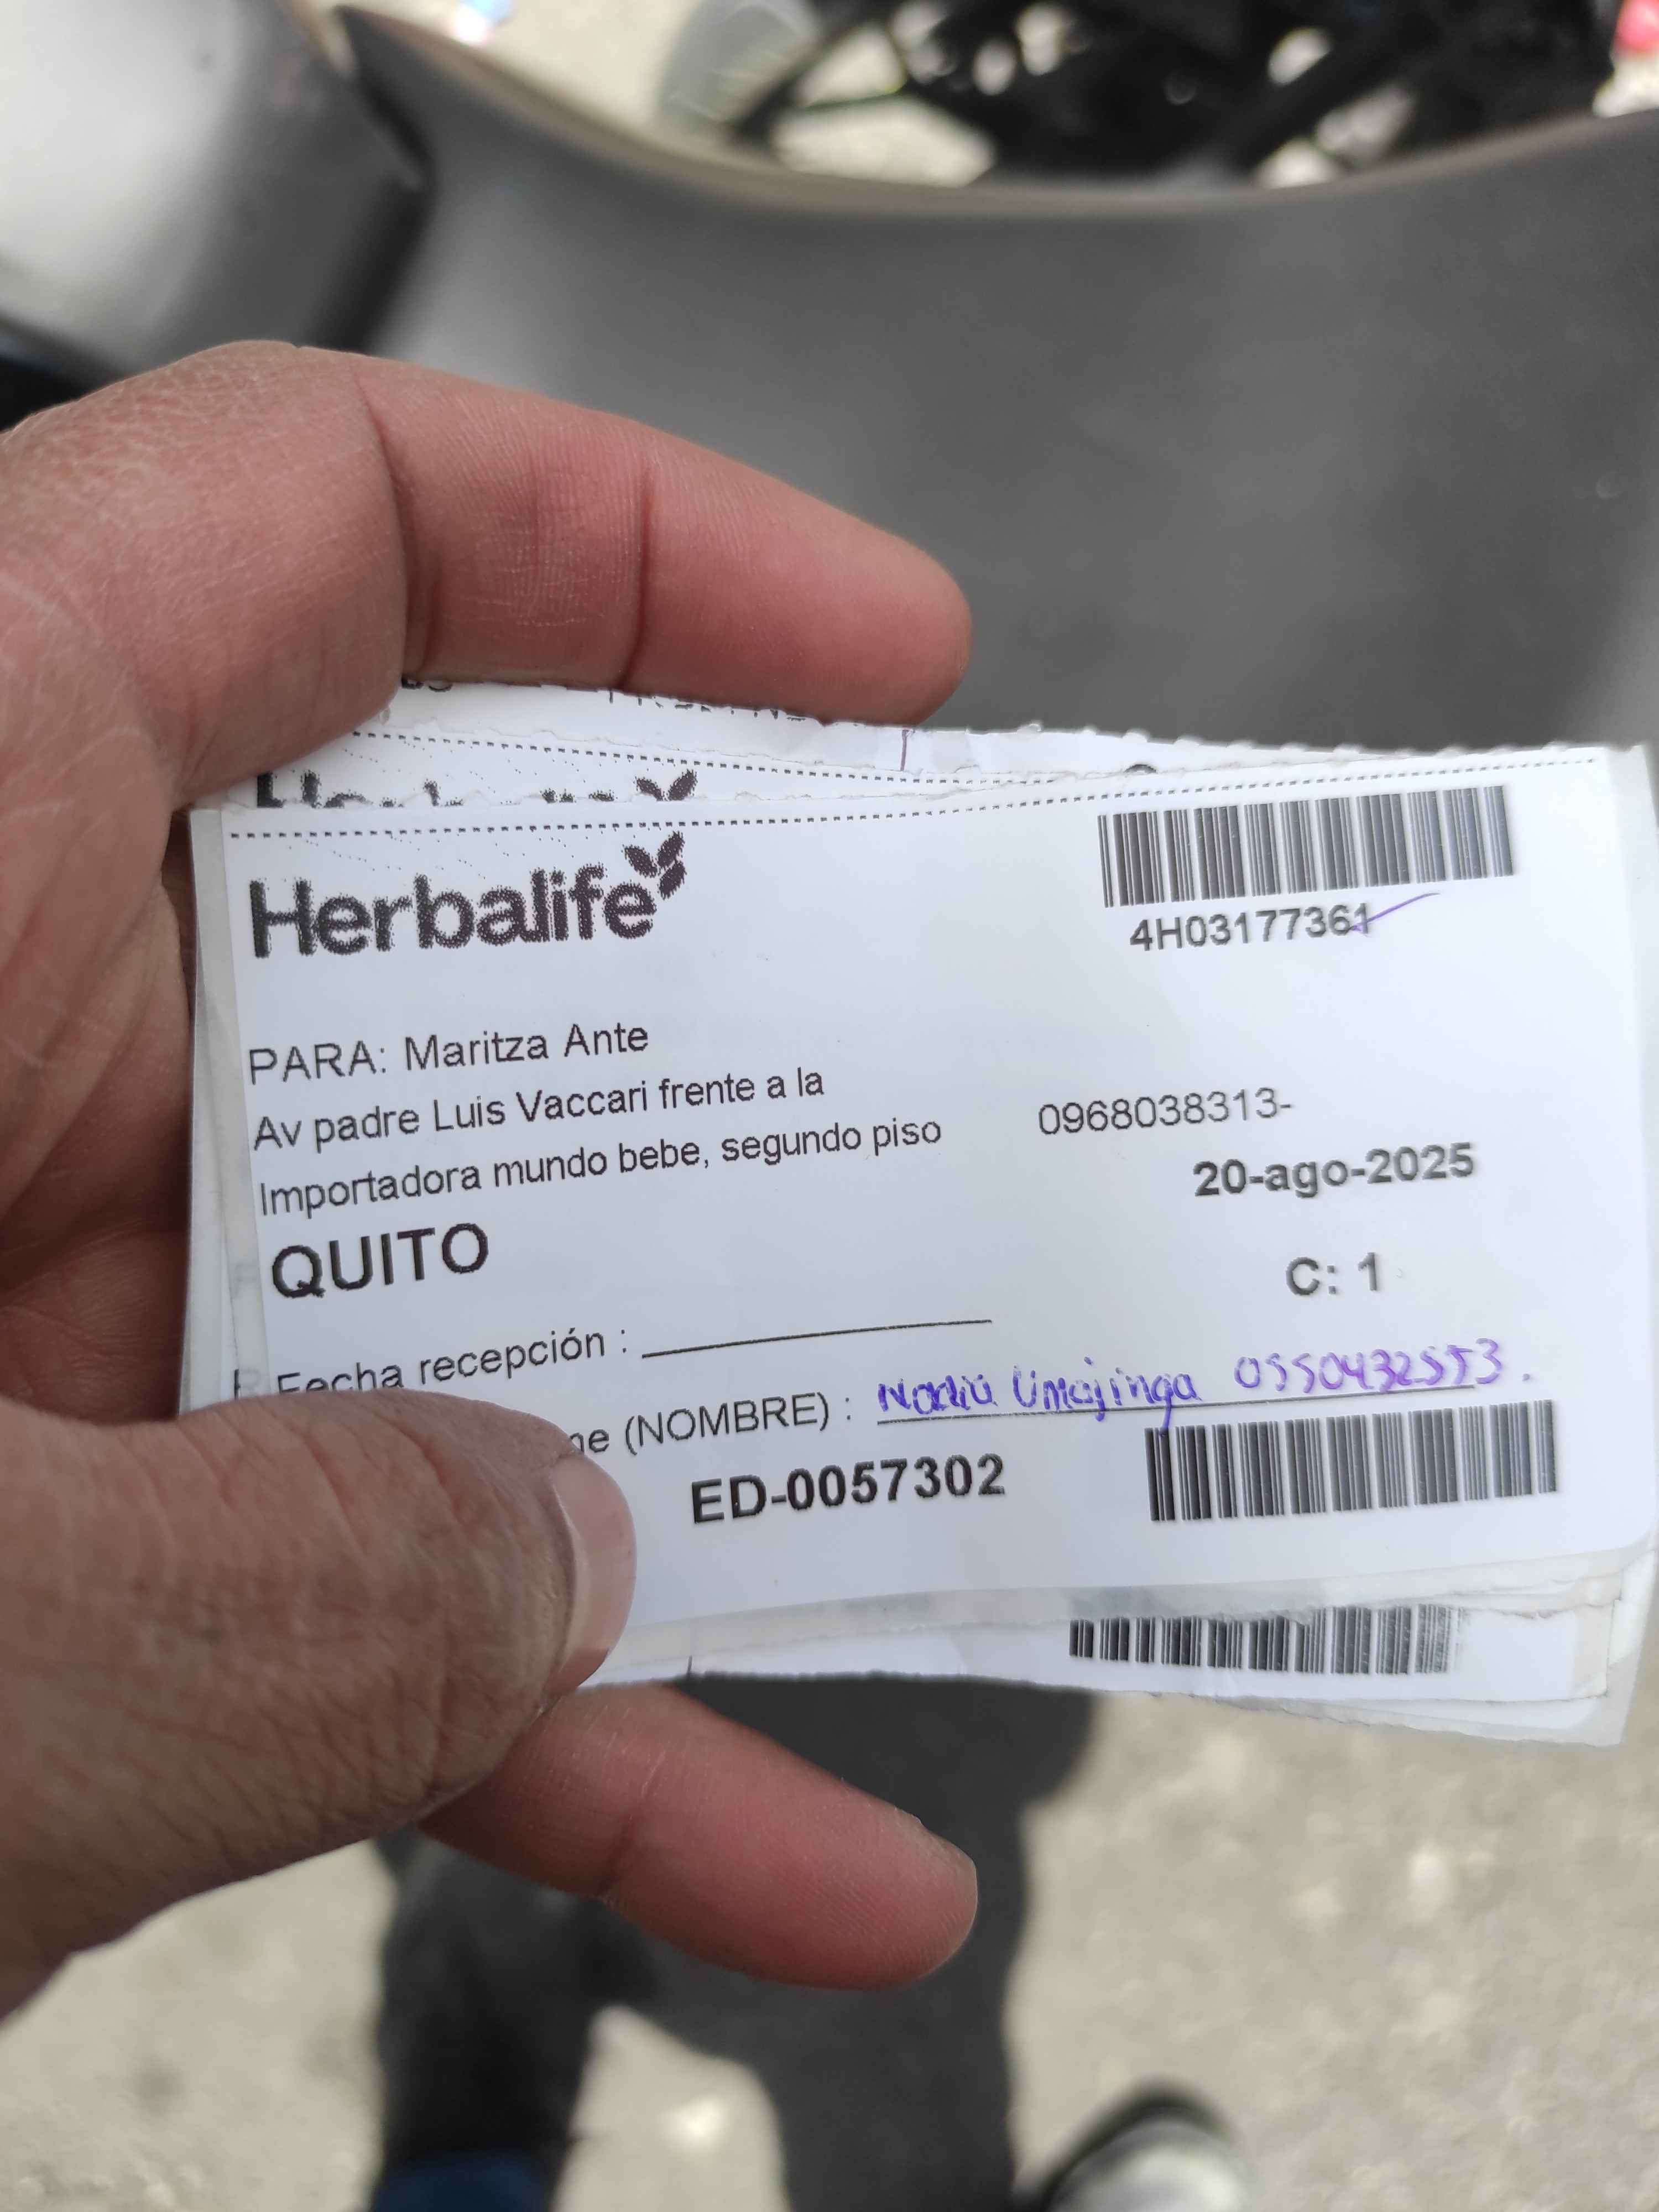 Herbalife
4H03177361
PARA: Maritza Ante
Av padre Luis Vaccari frente a la
Importadora mundo bebe, segundo piso
0968038313-
20-ago-2025
QUITO
C: 1
Fecha recepción :
(NOMBRE) : Nadia Umajinga 0550432553.
ED-0057302